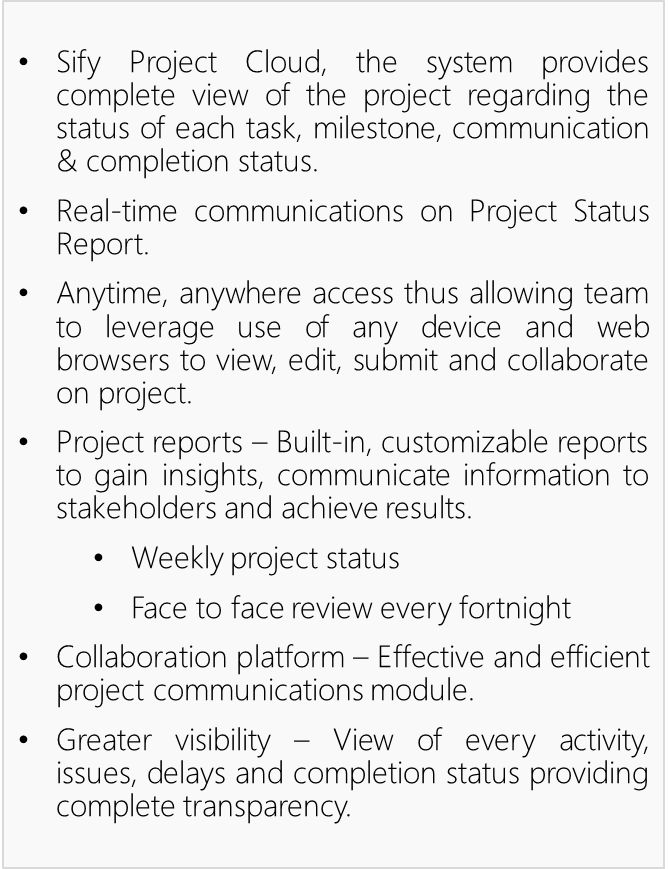 • Sify Project Cloud, the system provides
complete view of the project regarding the
status of each task, milestone, communication
& completion status.
• Real-time communications on Project Status
Report.
• Anytime, anywhere access thus allowing team
to leverage use of any device and web
browsers to view, edit, submit and collaborate
on project.
• Project reports – Built-in, customizable reports
to gain insights, communicate information to
stakeholders and achieve results.
• Weekly project status
• Face to face review every fortnight
• Collaboration platform – Effective and efficient
project communications module.
• Greater visibility – View of every activity,
issues, delays and completion status providing
complete transparency.